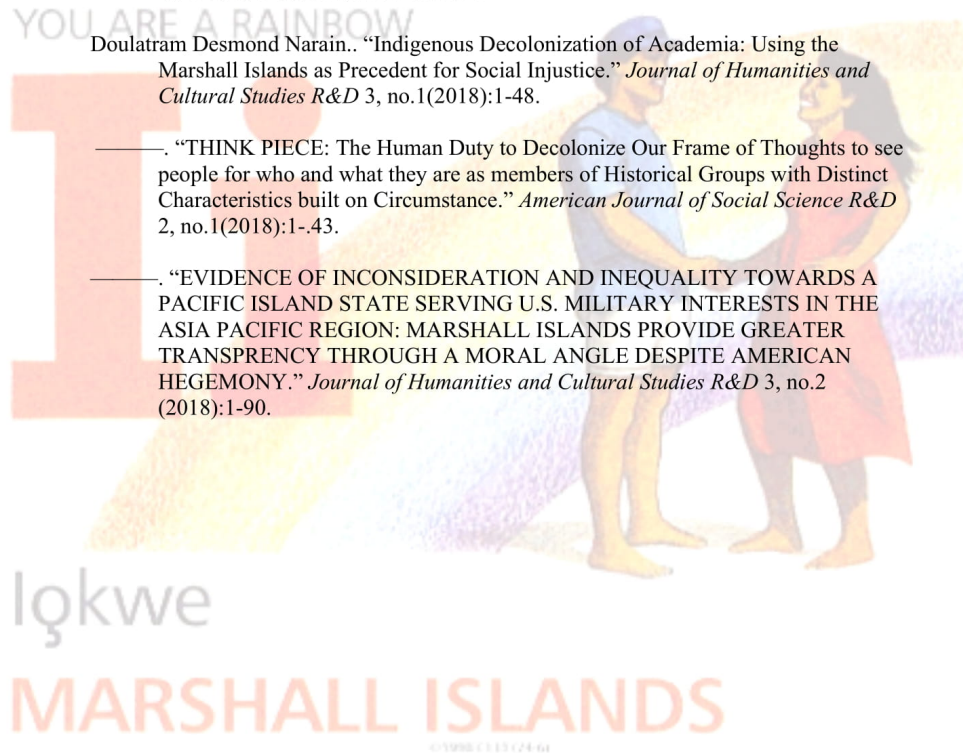 YOU ARE A RAINBOW
Doulatram Desmond Narain.. “Indigenous Decolonization of Academia: Using the
Marshall Islands as Precedent for Social Injustice.” Journal of Humanities and
Cultural Studies R&D 3, no.1(2018):1-48.
———. “THINK PIECE: The Human Duty to Decolonize Our Frame of Thoughts to see
people for who and what they are as members of Historical Groups with Distinct
Characteristics built on Circumstance.” American Journal of Social Science R&D
2, no.1(2018):1-.43.
———. “EVIDENCE OF INCONSIDERATION AND INEQUALITY TOWARDS A
PACIFIC ISLAND STATE SERVING U.S. MILITARY INTERESTS IN THE
ASIA PACIFIC REGION: MARSHALL ISLANDS PROVIDE GREATER
TRANSPRENCY THROUGH A MORAL ANGLE DESPITE AMERICAN
HEGEMONY.” Journal of Humanities and Cultural Studies R&D 3, no.2
(2018):1-90.
Ii
Io̧kwe
MARSHALL ISLANDS